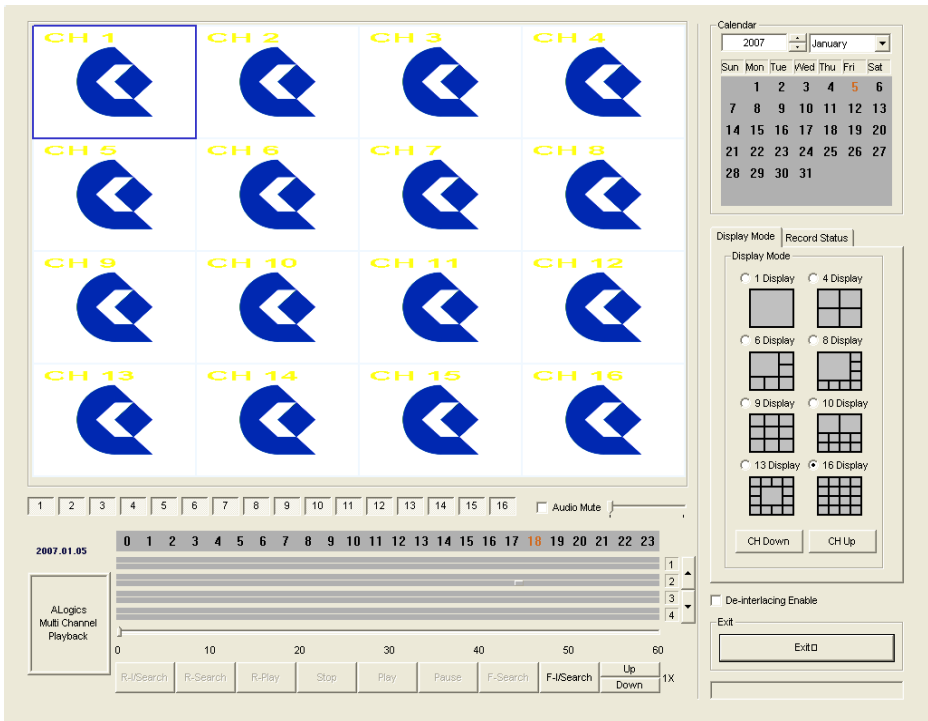 CH 1 CH 2 CH 3 CH 4
CH 5 CH 6 CH 7 CH 8
CH 9 CH 10 CH 11 CH 12
CH 13 CH 14 CH 15 CH 16
1 2 3 4 5 6 7 8 9 10 11 12 13 14 15 16 Audio Mute
2007.01.05
0 1 2 3 4 5 6 7 8 9 10 11 12 13 14 15 16 17 18 19 20 21 22 23
1
2
3
4
ALogics
Multi Channel
Playback
0 10 20 30 40 50 60
R-I/Search R-Search R-Play Stop Play Pause F-Search F-I/Search Up Down 1X
Calendar
2007 January
Sun Mon Tue Wed Thu Fri Sat
1 2 3 4 5 6
7 8 9 10 11 12 13
14 15 16 17 18 19 20
21 22 23 24 25 26 27
28 29 30 31
Display Mode Record Status
Display Mode
1 Display 4 Display
6 Display 8 Display
9 Display 10 Display
13 Display 16 Display
CH Down CH Up
De-interlacing Enable
Exit
Exit□